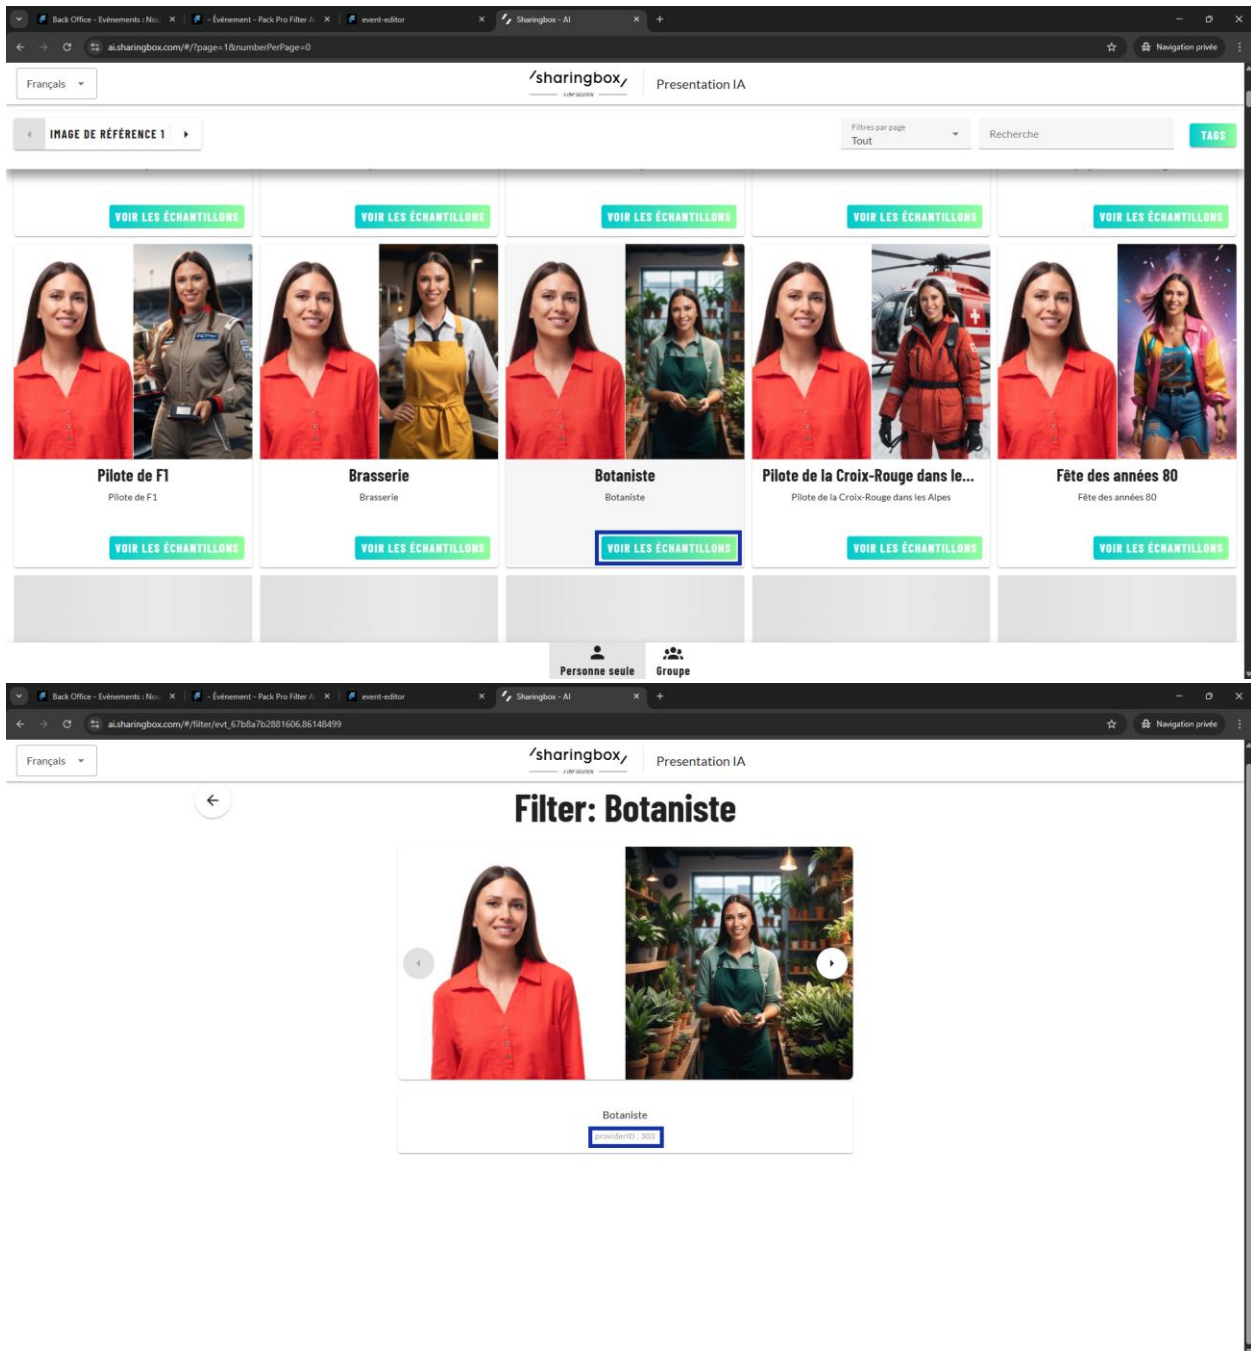 Back Office - Evènements : Nou
- Événement - Pack Pro Filter A
event-editor
Sharingbox - AI
ai.sharingbox.com/#/?page=1&numberPerPage=0
Navigation privée
Français
/sharingbox/
Presentation IA
IMAGE DE RÉFÉRENCE 1
Filtres par page
Tout
Recherche
TAGS
VOIR LES ÉCHANTILLONS
VOIR LES ÉCHANTILLONS
VOIR LES ÉCHANTILLONS
VOIR LES ÉCHANTILLONS
VOIR LES ÉCHANTILLONS
Pilote de F1
Brasserie
Botaniste
Pilote de la Croix-Rouge dans le...
Fête des années 80
Pilote de F1
Brasserie
Botaniste
Pilote de la Croix-Rouge dans les Alpes
Fête des années 80
VOIR LES ÉCHANTILLONS
VOIR LES ÉCHANTILLONS
VOIR LES ÉCHANTILLONS
VOIR LES ÉCHANTILLONS
VOIR LES ÉCHANTILLONS
Personne seule
Groupe
Back Office - Evènements : Nou
- Événement - Pack Pro Filter A
event-editor
Sharingbox - AI
ai.sharingbox.com/#/filter/evt_67b8a7b2881606.86148499
Navigation privée
Français
/sharingbox/
Presentation IA
Filter: Botaniste
Botaniste
providerID : 303